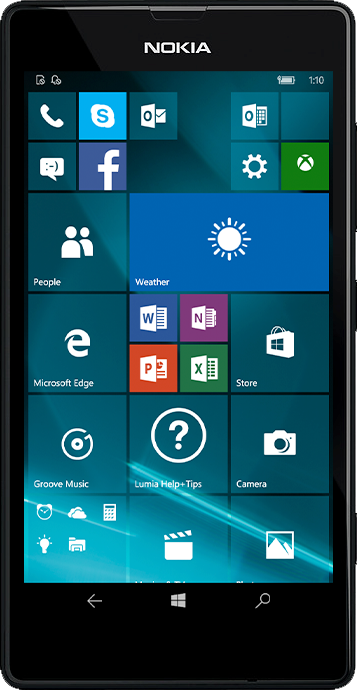 NOKIA
1:10
People
Weather
Microsoft Edge
W
N
P
X
Store
Groove Music
Lumia Help+Tips
Camera